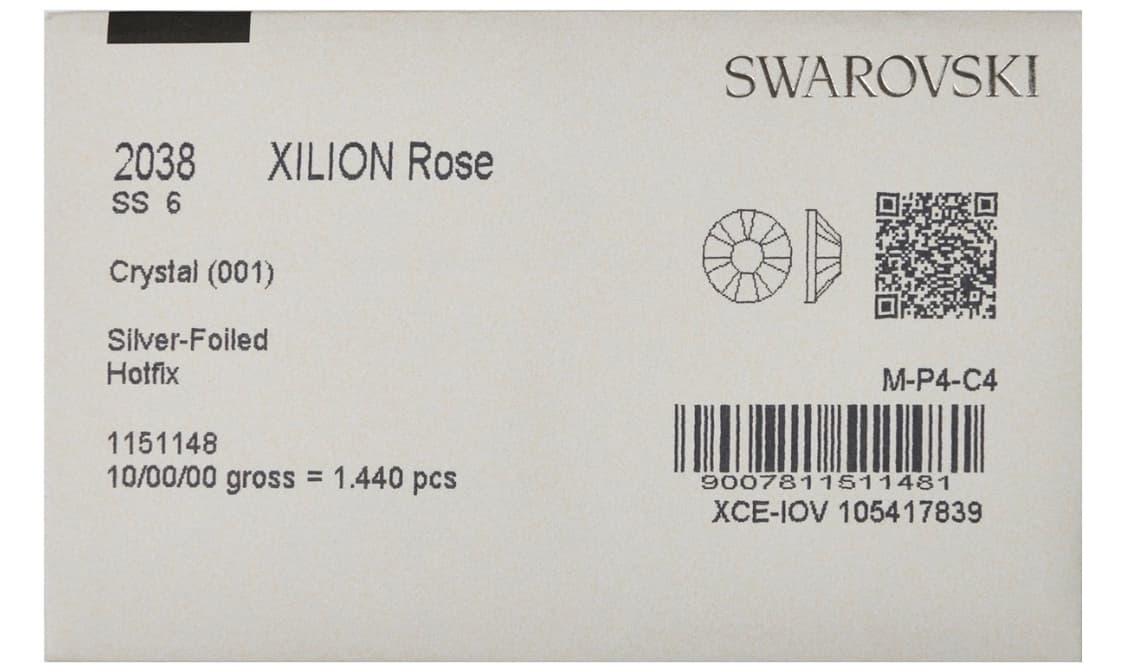 SWAROVSKI
2038 XILION Rose
SS 6
Crystal (001)
Silver-Foiled
Hotfix
1151148
10/00/00 gross = 1.440 pcs
M-P4-C4
9007811511481
XCE-IOV 105417839